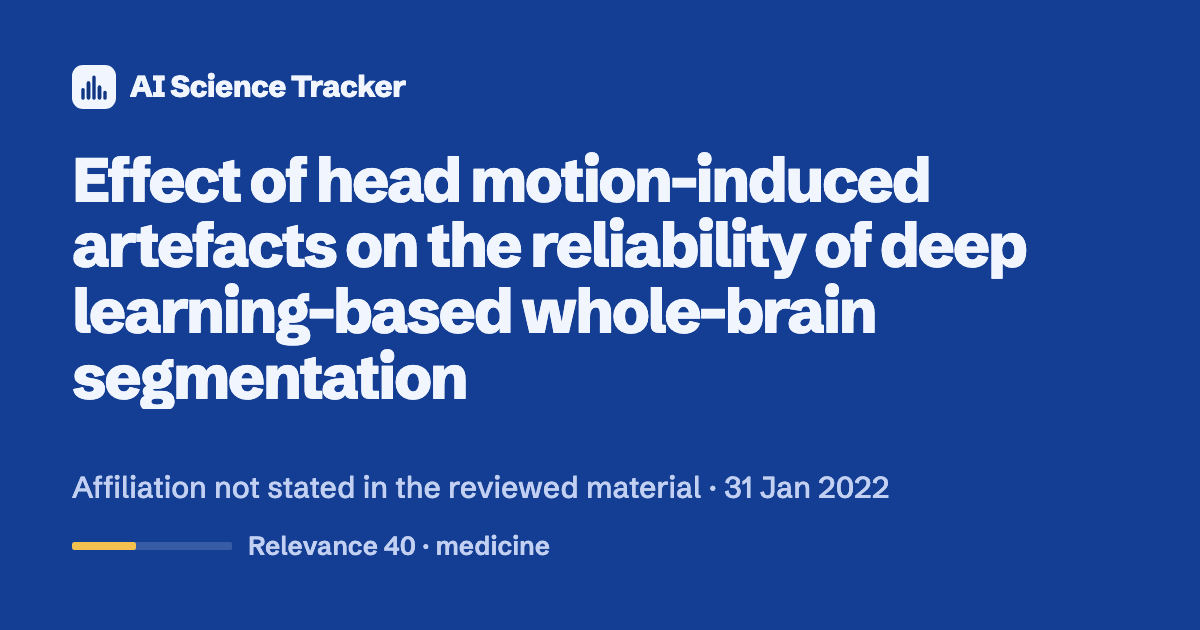 AI Science Tracker
Effect of head motion-induced
artefacts on the reliability of deep
learning-based whole-brain
segmentation
Affiliation not stated in the reviewed material · 31 Jan 2022
Relevance 40 · medicine